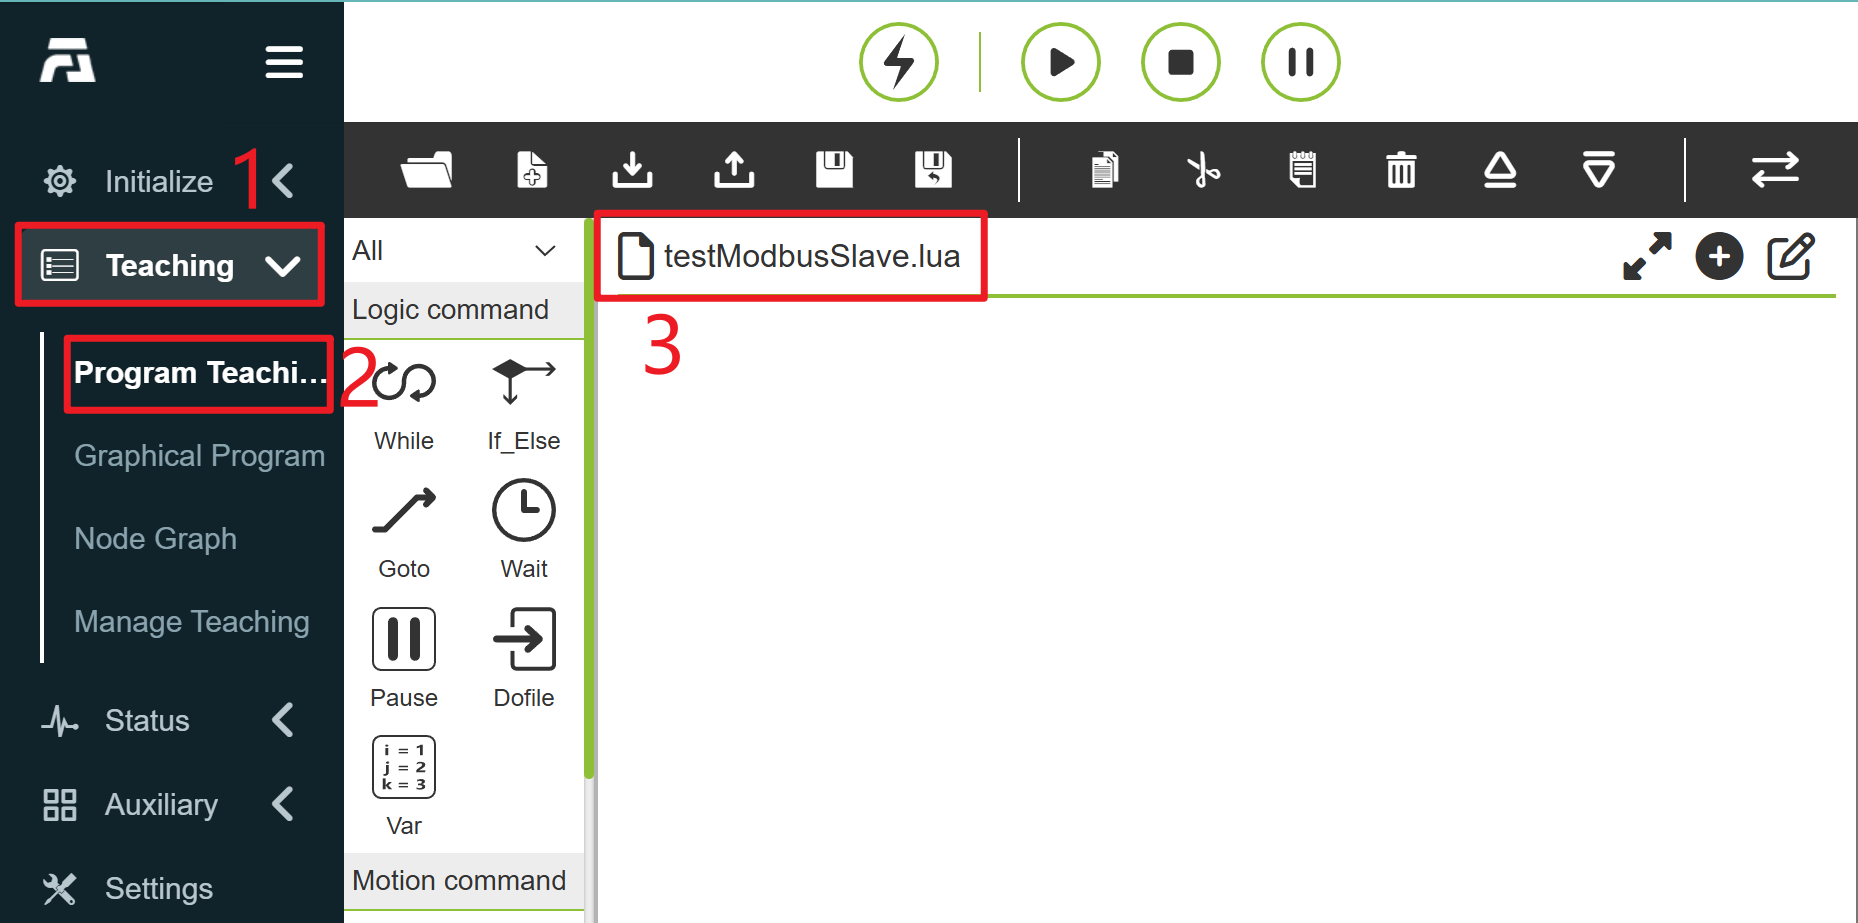 Initialize
1
Teaching
Program Teachi...
2
Graphical Program
Node Graph
Manage Teaching
Status
Auxiliary
Settings
All
Logic command
While
If_Else
Goto
Wait
Pause
Dofile
i = 1
j = 2
k = 3
Var
Motion command
testModbusSlave.lua
3